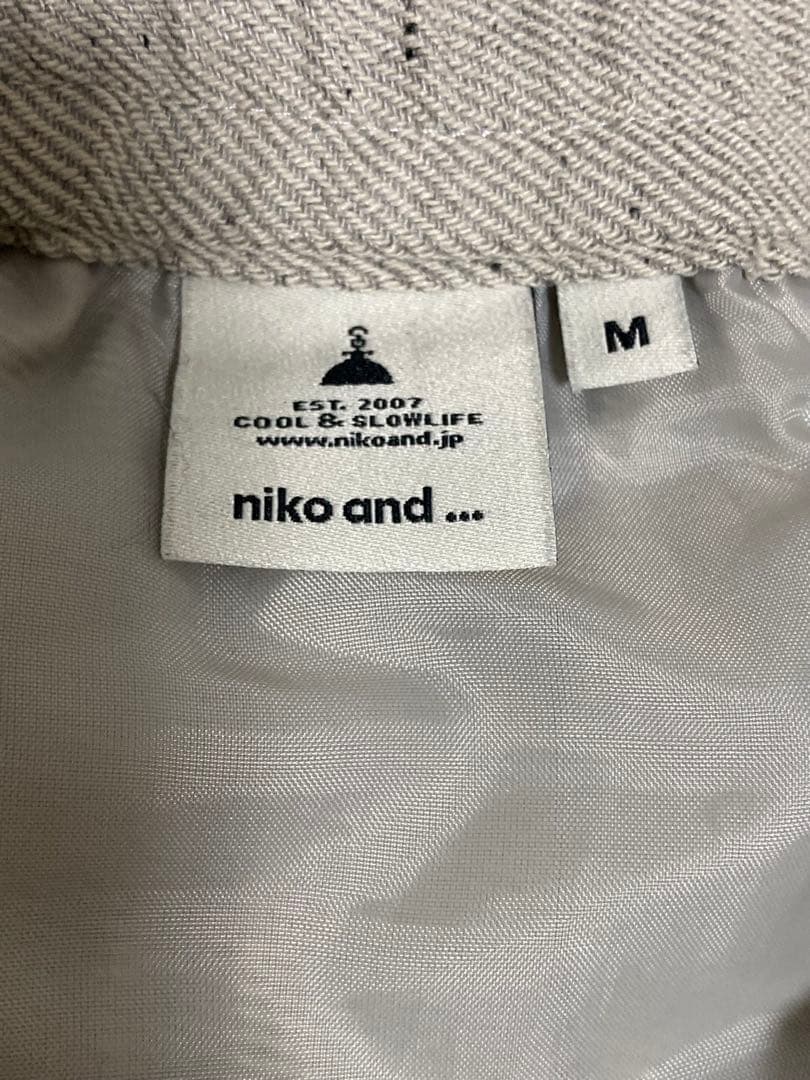 EST. 2007
COOL & SLOWLIFE
www.nikoand.jp
niko and ...
M